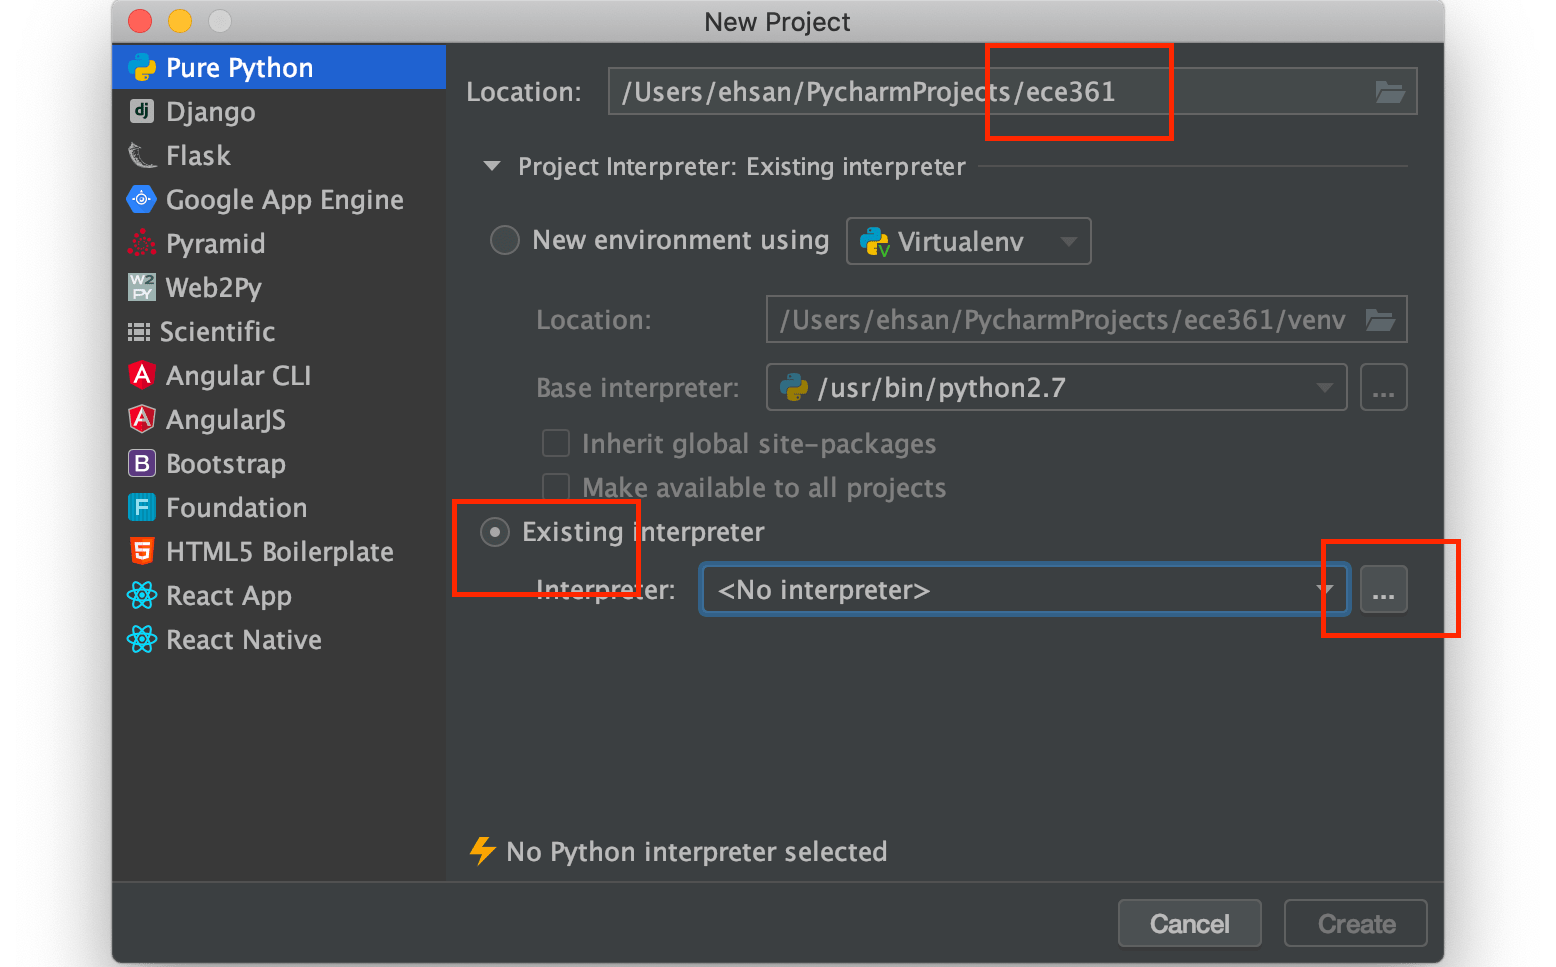 New Project
Pure Python
Django
Flask
Google App Engine
Pyramid
Web2Py
Scientific
Angular CLI
AngularJS
Bootstrap
Foundation
HTML5 Boilerplate
React App
React Native
Location: /Users/ehsan/PycharmProjects/ece361
Project Interpreter: Existing interpreter
New environment using Virtualenv
Location: /Users/ehsan/PycharmProjects/ece361/venv
Base interpreter: /usr/bin/python2.7 ...
Inherit global site-packages
Make available to all projects
Existing interpreter
Interpreter: <No interpreter> ...
No Python interpreter selected
Cancel Create